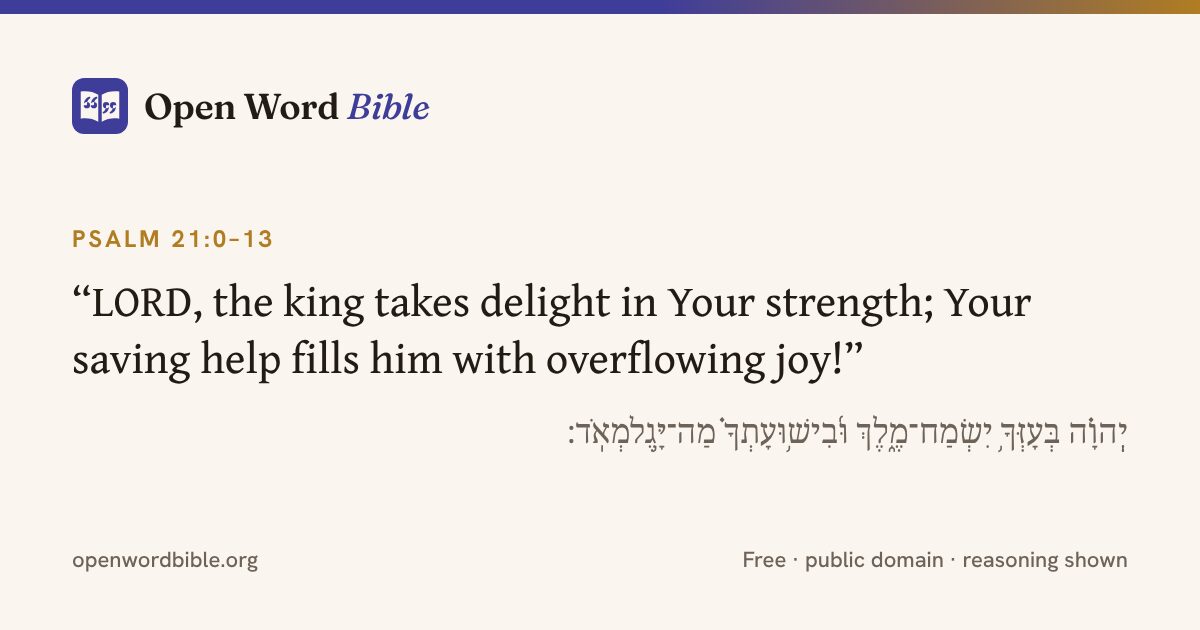 Open Word Bible
PSALM 21:0–13
“LORD, the king takes delight in Your strength; Your
saving help fills him with overflowing joy!”
יְֽהוָ֗ה בְּעָזְּךָ֥ יִשְׂמַח־מֶ֑לֶךְ וּ֝בִישׁ֥וּעָתְךָ֗ מַה־יָּ֥גֶלמְאֹֽד׃
openwordbible.org
Free · public domain · reasoning shown